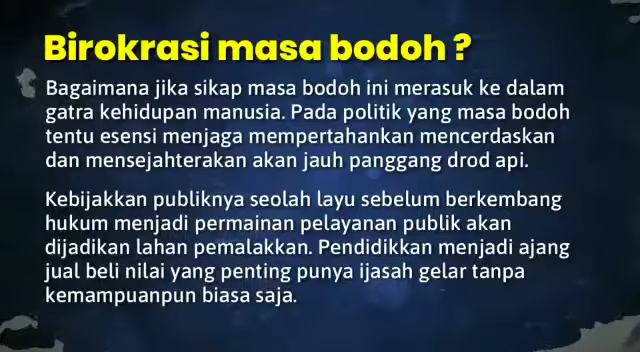 Birokrasi masa bodoh ?
Bagaimana jika sikap masa bodoh ini merasuk ke dalam
gatra kehidupan manusia. Pada politik yang masa bodoh
tentu esensi menjaga mempertahankan mencerdaskan
dan mensejahterakan akan jauh panggang drod api.
Kebijakkan publiknya seolah layu sebelum berkembang
hukum menjadi permainan pelayanan publik akan
dijadikan lahan pemalakkan. Pendidikkan menjadi ajang
jual beli nilai yang penting punya ijasah gelar tanpa
kemampuanpun biasa saja.